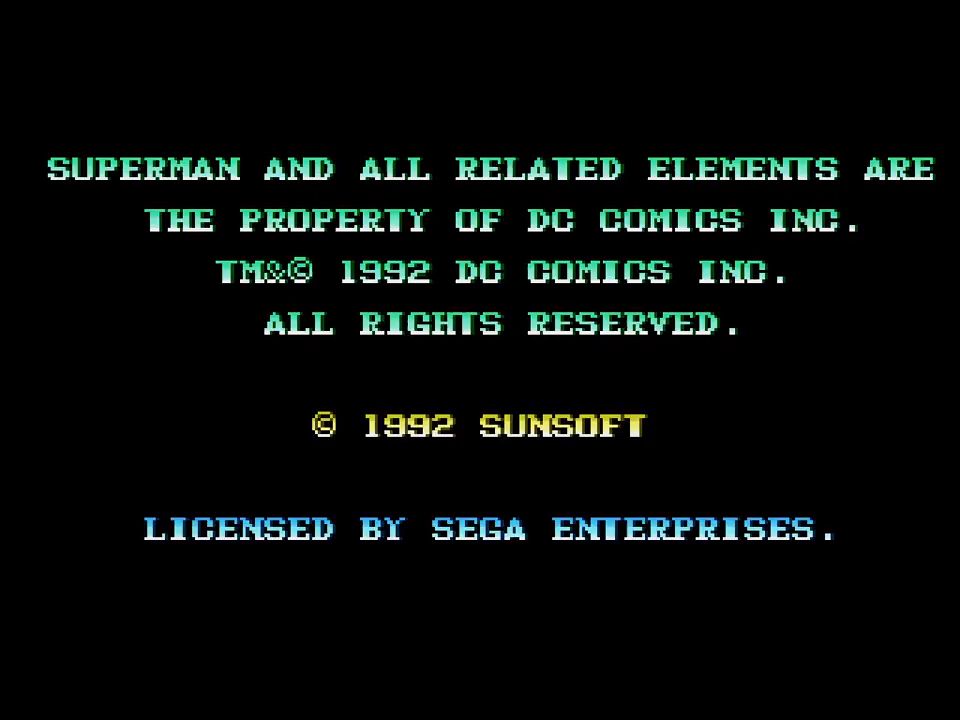 SUPERMAN AND ALL RELATED ELEMENTS ARE
THE PROPERTY OF DC COMICS INC.
TM&© 1992 DC COMICS INC.
ALL RIGHTS RESERVED.
© 1992 SUNSOFT
LICENSED BY SEGA ENTERPRISES.